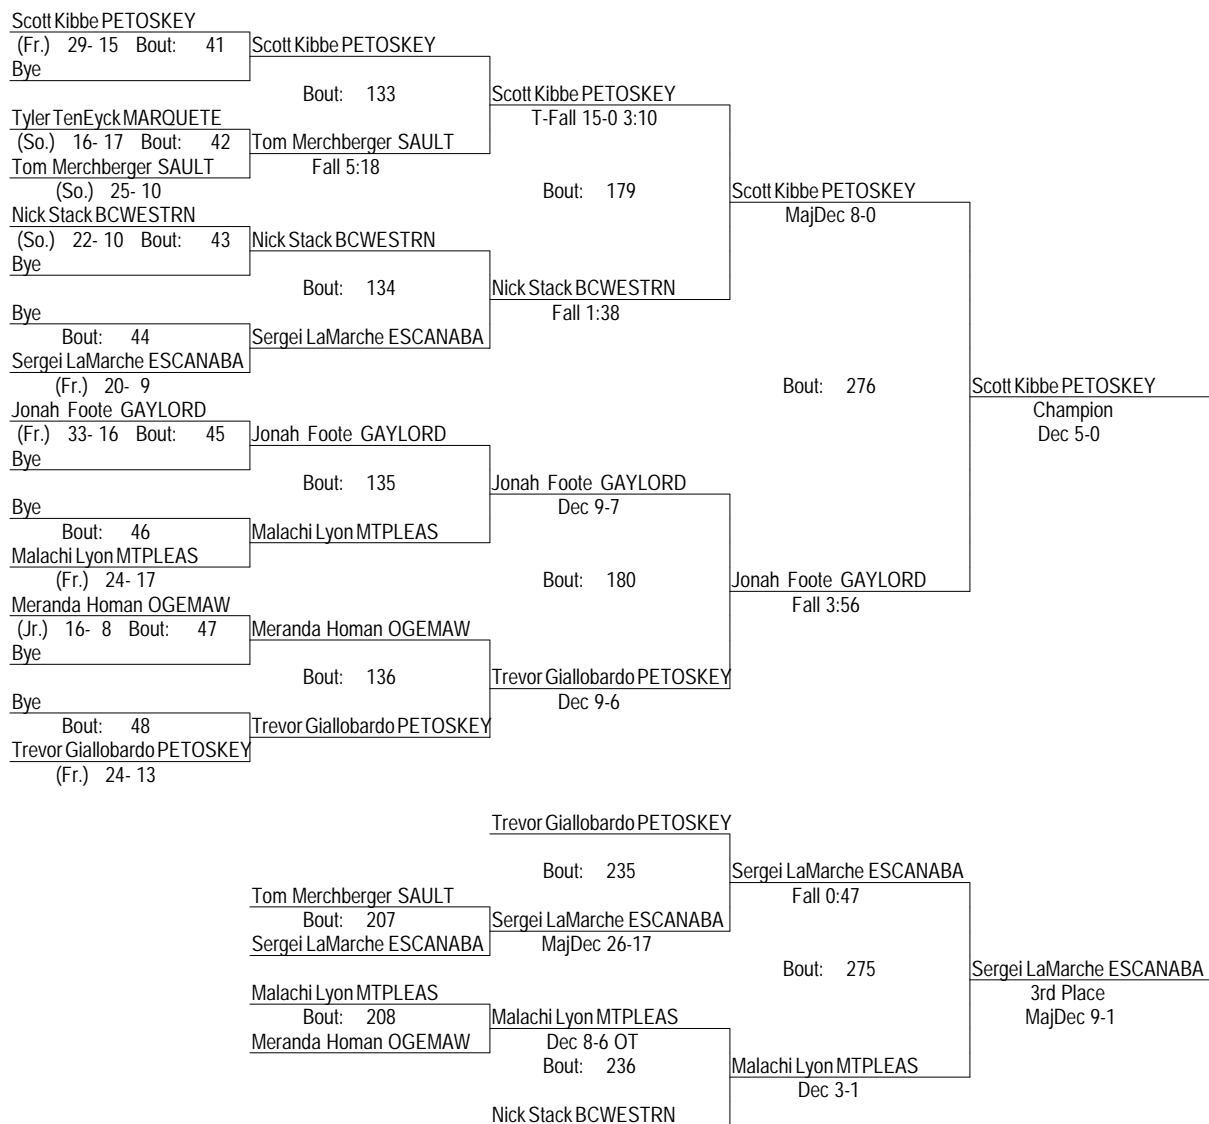 Scott Kibbe PETOSKEY
(Fr.) 29- 15 Bout: 41 Scott Kibbe PETOSKEY
Bye
Bout: 133 Scott Kibbe PETOSKEY
Tyler TenEyck MARQUETE T-Fall 15-0 3:10
(So.) 16- 17 Bout: 42 Tom Merchberger SAULT
Tom Merchberger SAULT Fall 5:18
(So.) 25- 10 Bout: 179 Scott Kibbe PETOSKEY
Nick Stack BCWESTRN MajDec 8-0
(So.) 22- 10 Bout: 43 Nick Stack BCWESTRN
Bye
Bout: 134 Nick Stack BCWESTRN
Bye Fall 1:38
Bout: 44 Sergei LaMarche ESCANABA
Sergei LaMarche ESCANABA
(Fr.) 20- 9 Bout: 276 Scott Kibbe PETOSKEY
Jonah Foote GAYLORD Champion
(Fr.) 33- 16 Bout: 45 Jonah Foote GAYLORD Dec 5-0
Bye
Bout: 135 Jonah Foote GAYLORD
Bye Dec 9-7
Bout: 46 Malachi Lyon MTPLEAS
Malachi Lyon MTPLEAS
(Fr.) 24- 17 Bout: 180 Jonah Foote GAYLORD
Meranda Homan OGEMAW Fall 3:56
(Jr.) 16- 8 Bout: 47 Meranda Homan OGEMAW
Bye
Bout: 136 Trevor Giallobardo PETOSKEY
Bye Dec 9-6
Bout: 48 Trevor Giallobardo PETOSKEY
Trevor Giallobardo PETOSKEY
(Fr.) 24- 13
Trevor Giallobardo PETOSKEY
Bout: 235 Sergei LaMarche ESCANABA
Tom Merchberger SAULT Fall 0:47
Bout: 207 Sergei LaMarche ESCANABA
Sergei LaMarche ESCANABA MajDec 26-17
Bout: 275 Sergei LaMarche ESCANABA
Malachi Lyon MTPLEAS 3rd Place
Bout: 208 Malachi Lyon MTPLEAS MajDec 9-1
Meranda Homan OGEMAW Dec 8-6 OT
Bout: 236 Malachi Lyon MTPLEAS
Dec 3-1
Nick Stack BCWESTRN